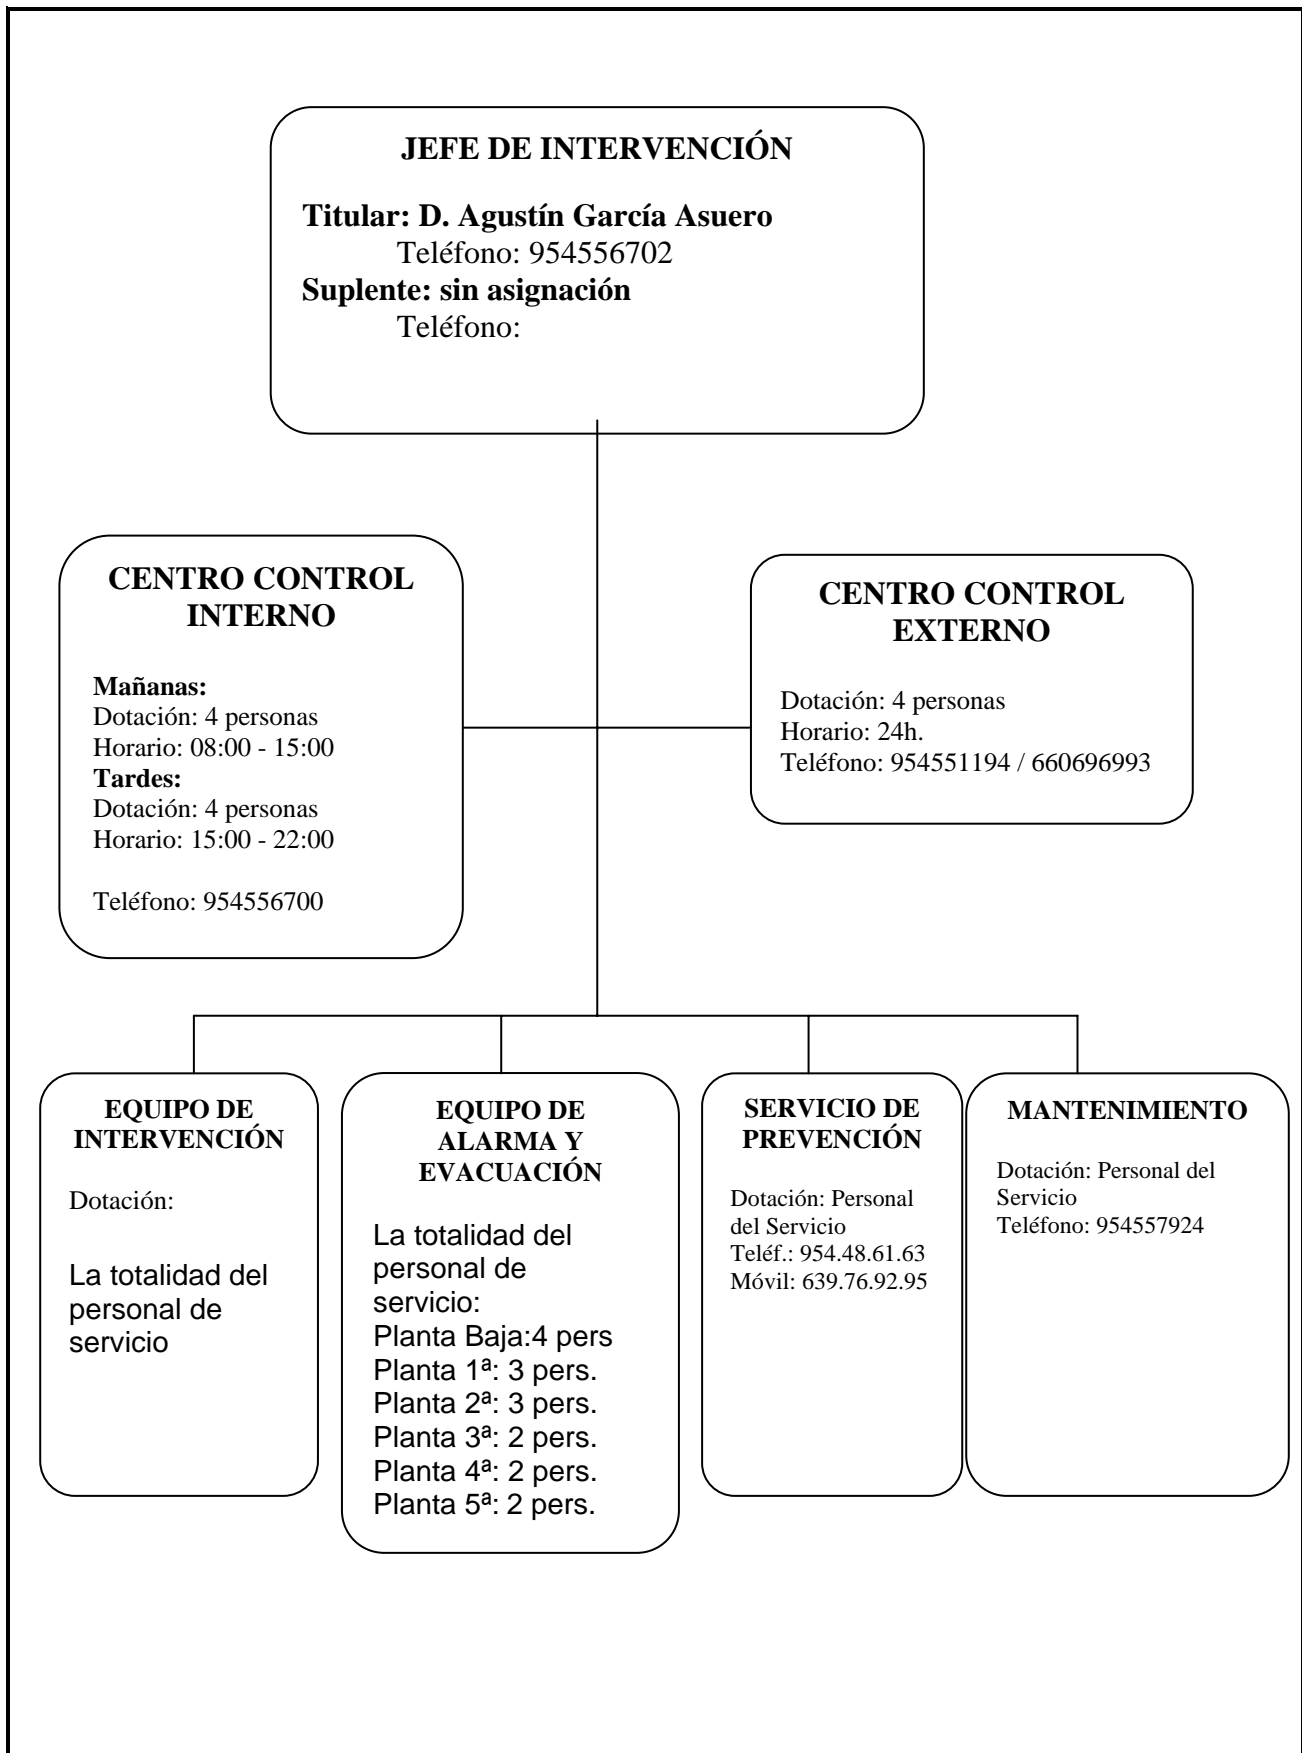 JEFE DE INTERVENCIÓN
Titular: D. Agustín García Asuero
Teléfono: 954556702
Suplente: sin asignación
Teléfono:
CENTRO CONTROL
INTERNO
Mañanas:
Dotación: 4 personas
Horario: 08:00 - 15:00
Tardes:
Dotación: 4 personas
Horario: 15:00 - 22:00
Teléfono: 954556700
CENTRO CONTROL
EXTERNO
Dotación: 4 personas
Horario: 24h.
Teléfono: 954551194 / 660696993
EQUIPO DE
INTERVENCIÓN
Dotación:
La totalidad del
personal de
servicio
EQUIPO DE
ALARMA Y
EVACUACIÓN
La totalidad del
personal de
servicio:
Planta Baja:4 pers
Planta 1ª: 3 pers.
Planta 2ª: 3 pers.
Planta 3ª: 2 pers.
Planta 4ª: 2 pers.
Planta 5ª: 2 pers.
SERVICIO DE
PREVENCIÓN
Dotación: Personal
del Servicio
Teléf.: 954.48.61.63
Móvil: 639.76.92.95
MANTENIMIENTO
Dotación: Personal del
Servicio
Teléfono: 954557924